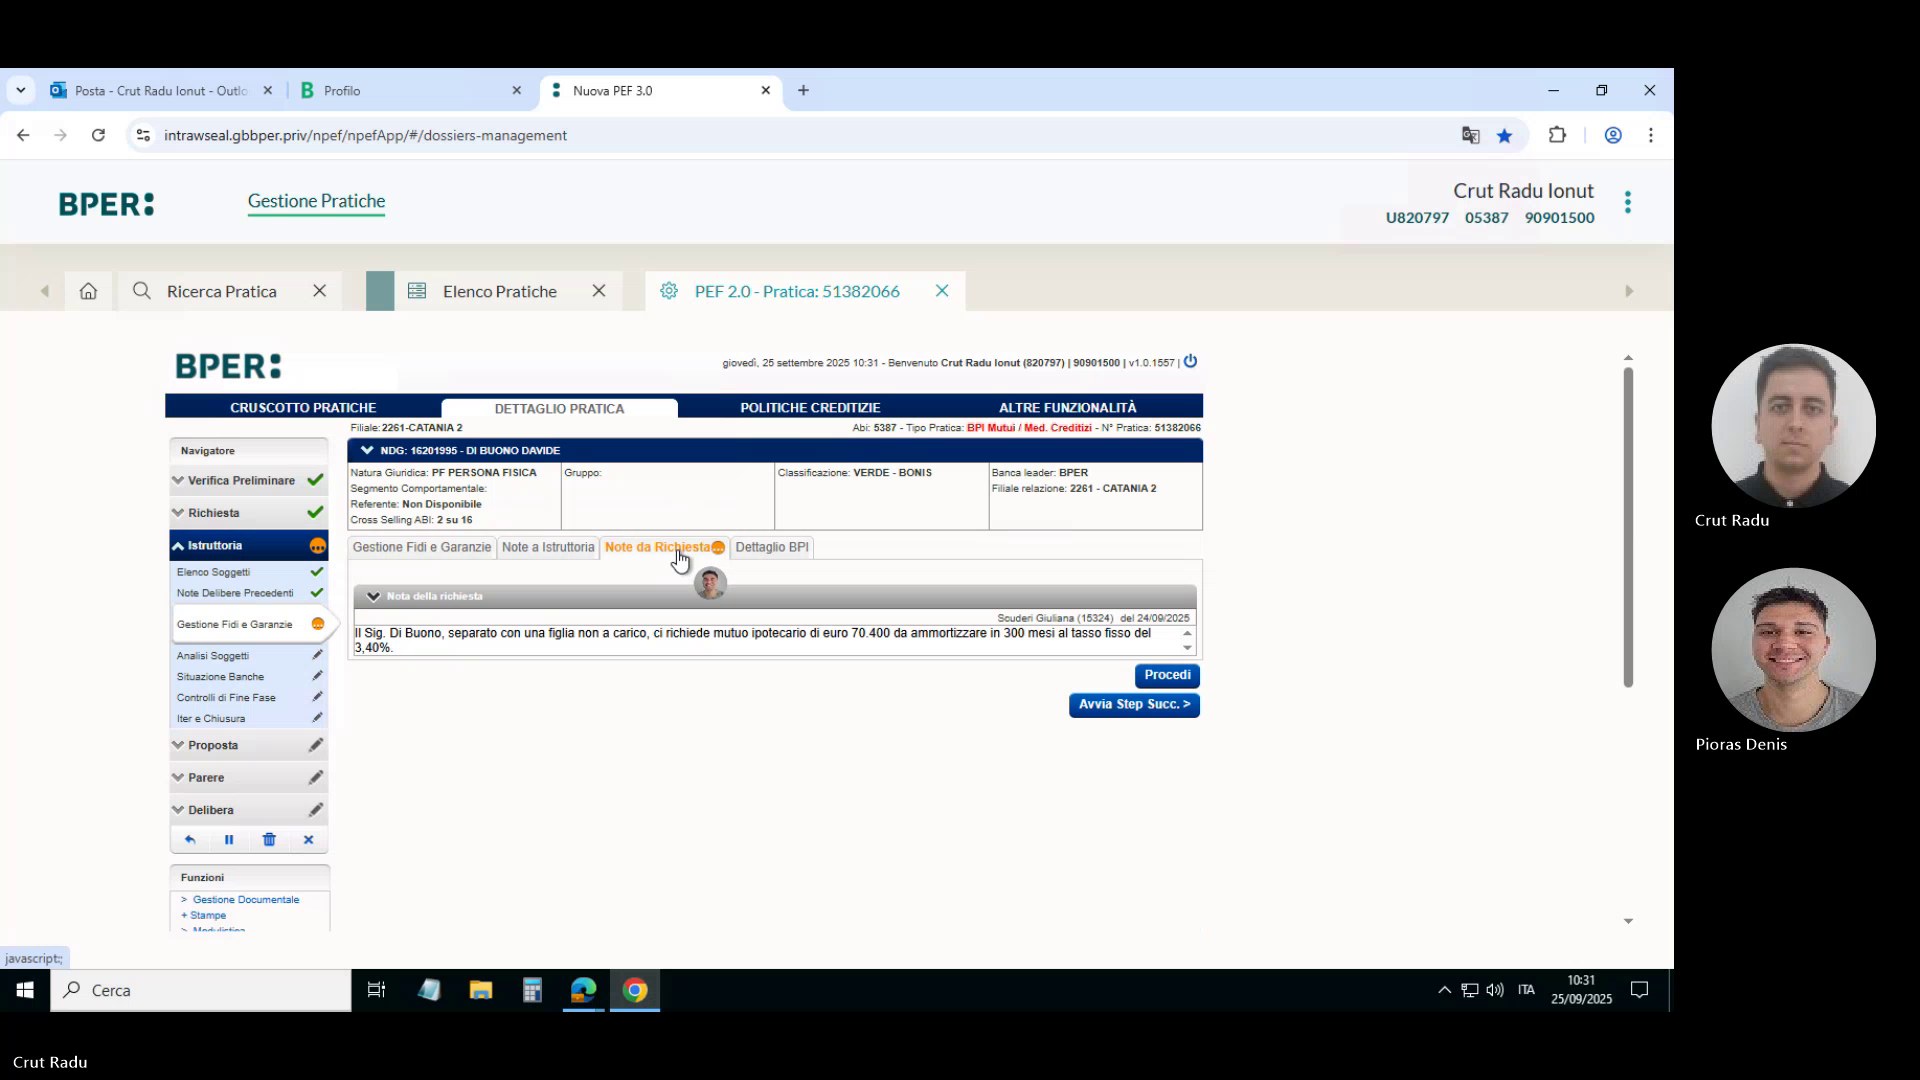 Posta - Crut Radu Ionut - Outlo
Profilo
Nuova PEF 3.0
intrawseal.gbbper.priv/npef/npefApp/#/dossiers-management
BPER:
Gestione Pratiche
Crut Radu Ionut
U820797 05387 90901500
Ricerca Pratica
Elenco Pratiche
PEF 2.0 - Pratica: 51382066
BPER:
giovedì, 25 settembre 2025 10:31 - Benvenuto Crut Radu Ionut (820797) | 90901500 | v1.0.1557 |
CRUSCOTTO PRATICHE
DETTAGLIO PRATICA
POLITICHE CREDITIZIE
ALTRE FUNZIONALITÀ
Filiale: 2261-CATANIA 2
Abi: 5387 - Tipo Pratica: BPI Mutui / Med. Creditizi - N° Pratica: 51382066
Navigatore
Verifica Preliminare
Richiesta
Istruttoria
Elenco Soggetti
Note Delibere Precedenti
Gestione Fidi e Garanzie
Analisi Soggetti
Situazione Banche
Controlli di Fine Fase
Iter e Chiusura
Proposta
Parere
Delibera
Funzioni
> Gestione Documentale
+ Stampe
> Modulistica
NDG: 16201995 - DI BUONO DAVIDE
Natura Giuridica: PF PERSONA FISICA
Segmento Comportamentale:
Referente: Non Disponibile
Cross Selling ABI: 2 su 16
Gruppo:
Classificazione: VERDE - BONIS
Banca leader: BPER
Filiale relazione: 2261 - CATANIA 2
Gestione Fidi e Garanzie
Note a Istruttoria
Note da Richiesta
Dettaglio BPI
Nota della richiesta
Scuderi Giuliana (15324) del 24/09/2025
Il Sig. Di Buono, separato con una figlia non a carico, ci richiede mutuo ipotecario di euro 70.400 da ammortizzare in 300 mesi al tasso fisso del
3,40%.
Procedi
Avvia Step Succ. >
javascript:;
Cerca
ITA
10:31
25/09/2025
Crut Radu
Pioras Denis
Crut Radu